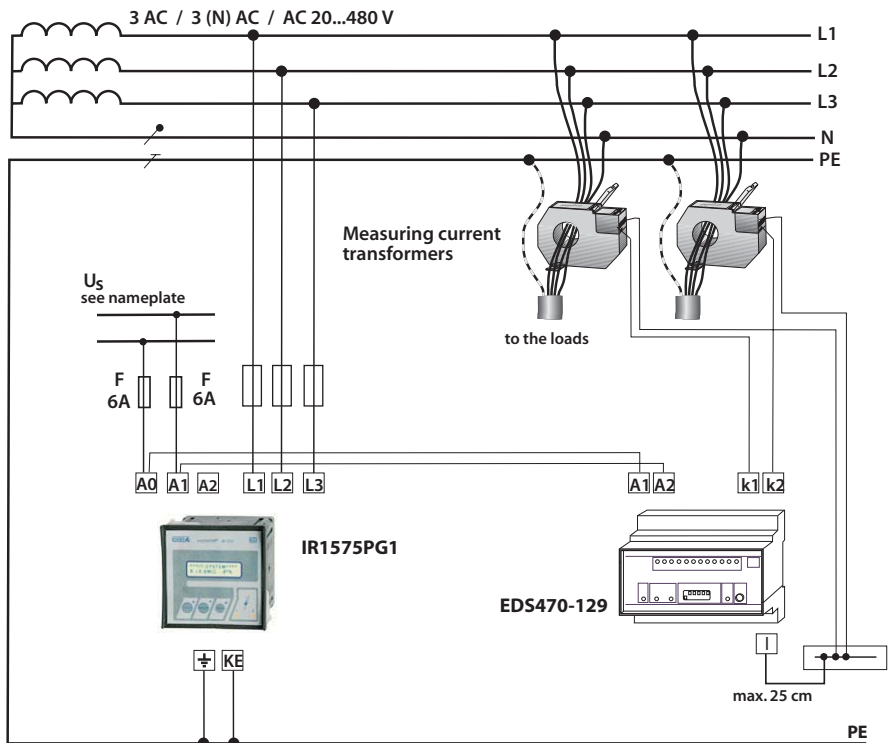 3 AC / 3 (N) AC / AC 20...480 V
L1
L2
L3
N
PE
Measuring current
transformers
US
see nameplate
to the loads
F
6A
F
6A
A0
A1
A2
L1
L2
L3
A1
A2
k1
k2
IR1575PG1
EDS470-129
KE
l
max. 25 cm
PE